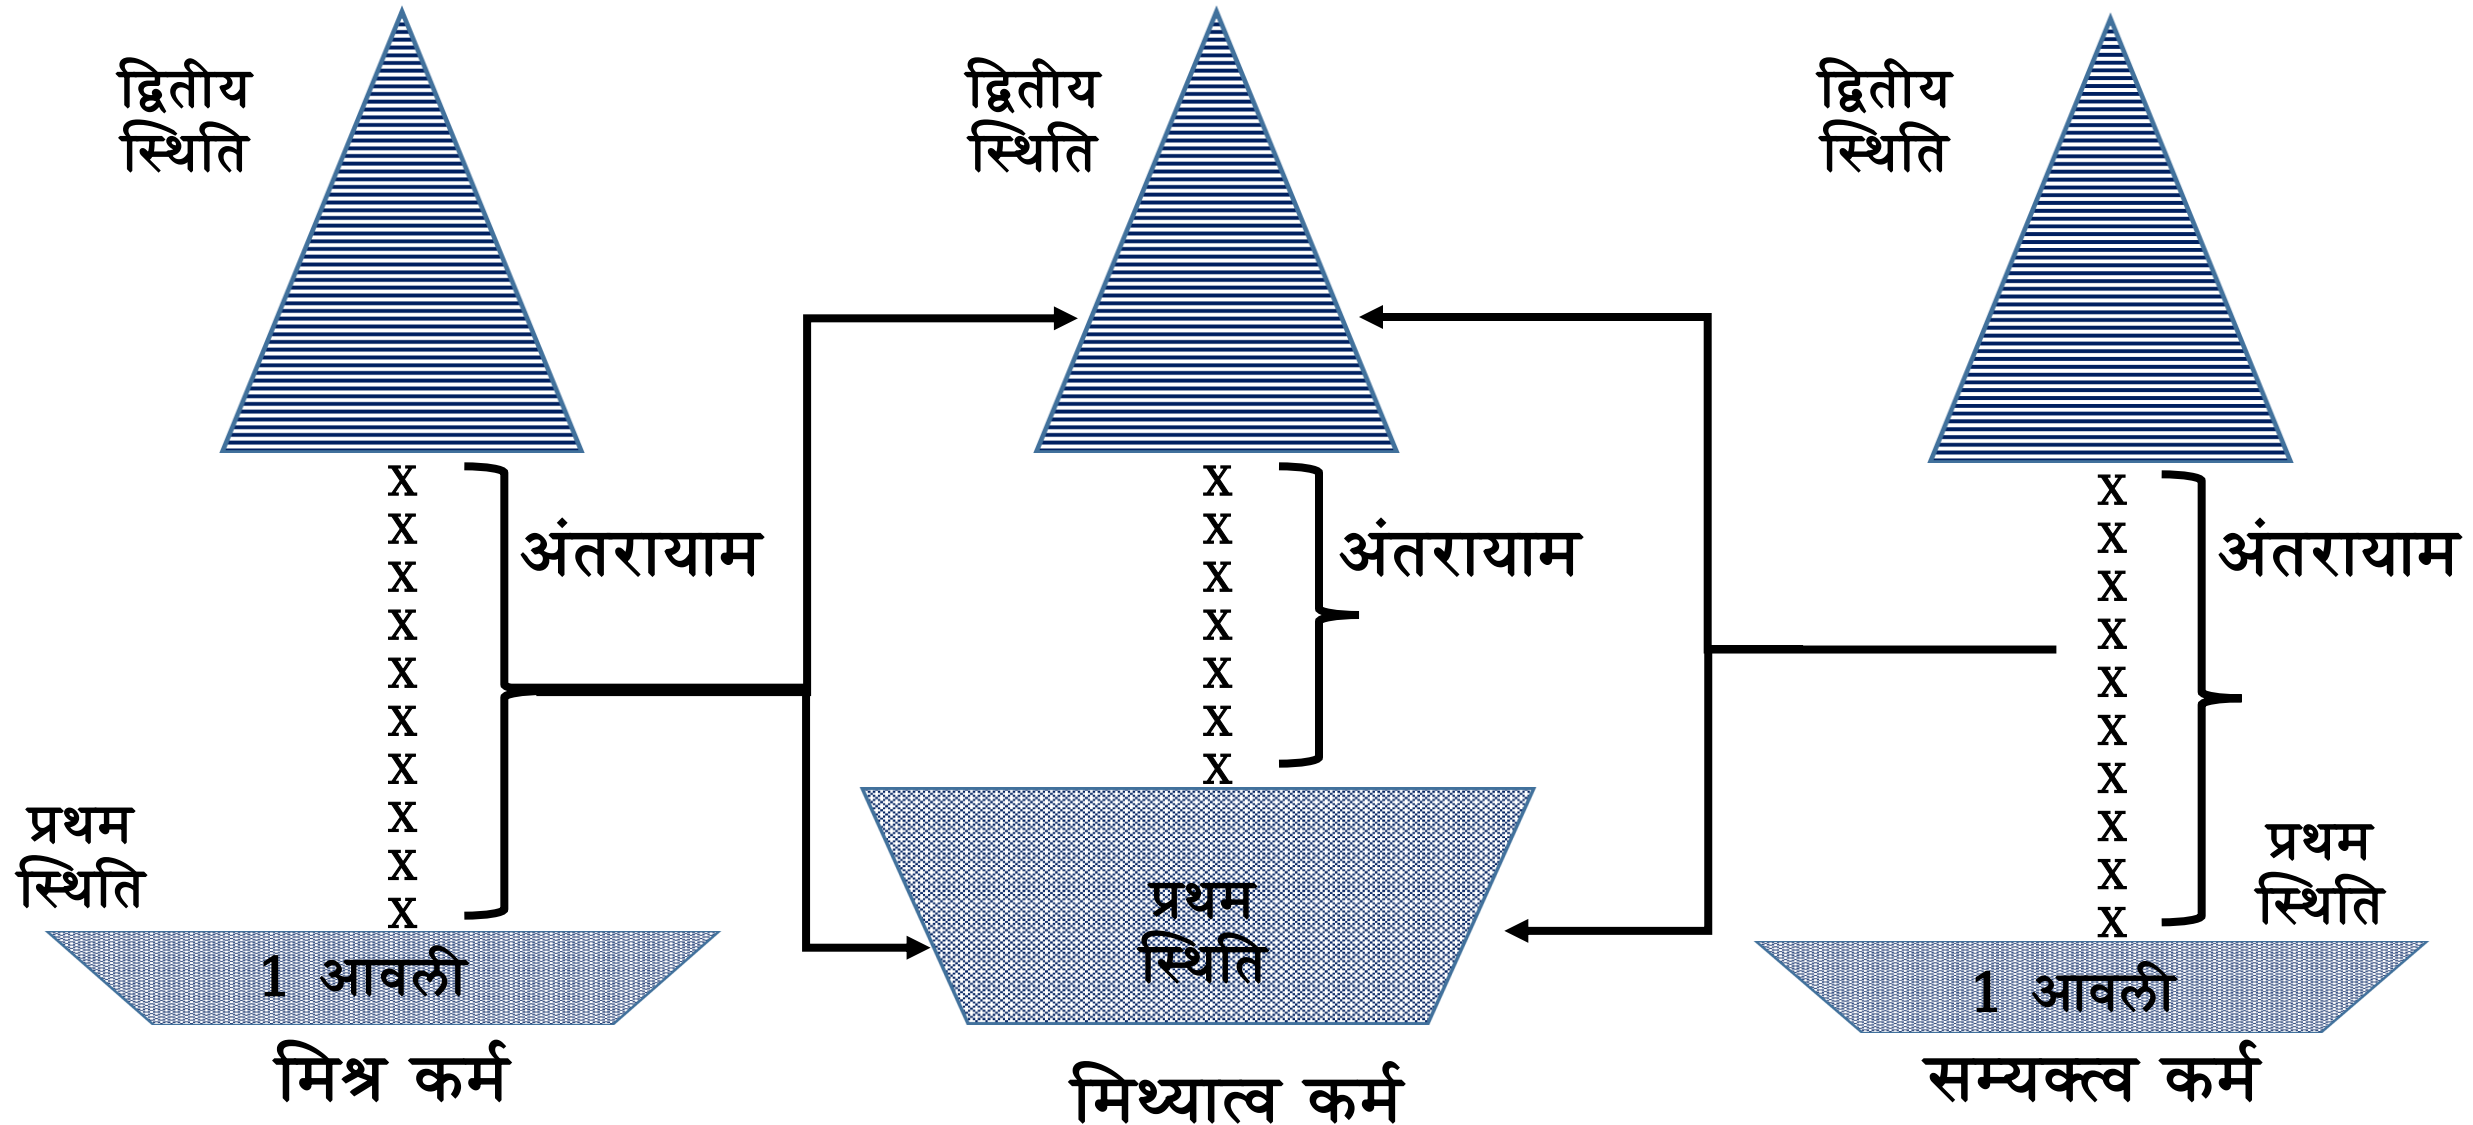 द्वितीय
स्थिति
x
x
x
x
x
x
x
x
x
x
अंतरायाम
प्रथम
स्थिति
1 आवली
मिश्र कर्म
द्वितीय
स्थिति
x
x
x
x
x
x
x
अंतरायाम
प्रथम
स्थिति
मिथ्यात्व कर्म
द्वितीय
स्थिति
x
x
x
x
x
x
x
x
x
x
अंतरायाम
प्रथम
स्थिति
1 आवली
सम्यक्त्व कर्म